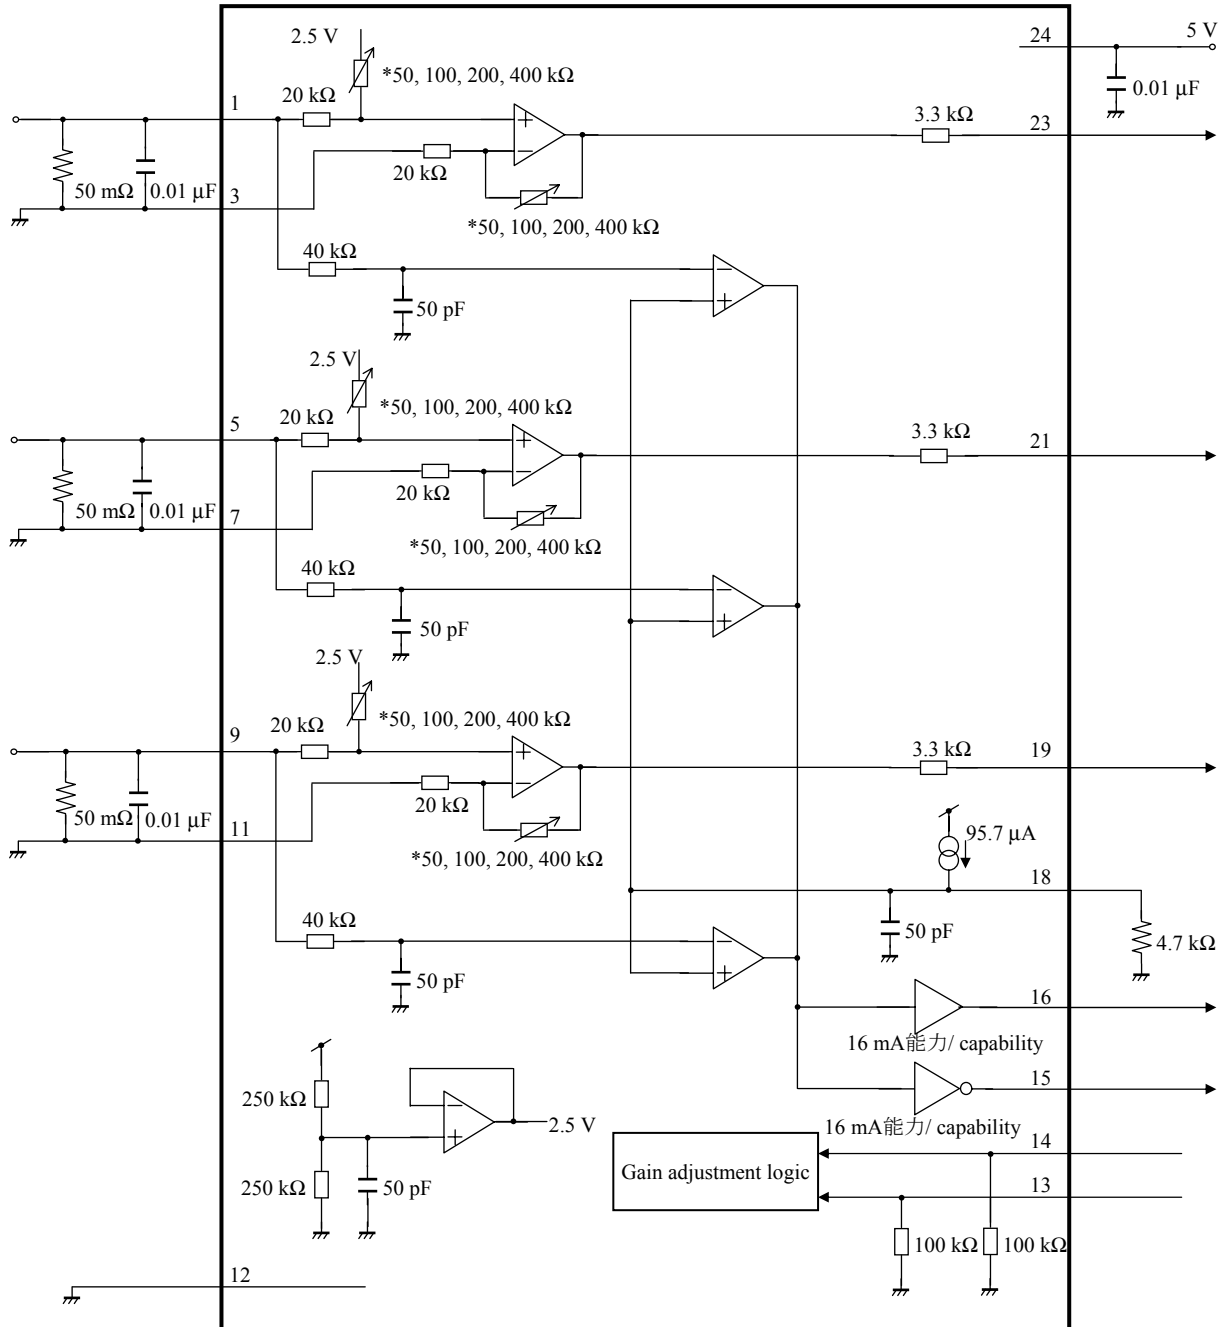 2.5 V
24
5 V
*50, 100, 200, 400 kΩ
0.01 µF
1
20 kΩ
3.3 kΩ
23
+
−
20 kΩ
50 mΩ
0.01 µF
3
*50, 100, 200, 400 kΩ
40 kΩ
−
50 pF
+
2.5 V
*50, 100, 200, 400 kΩ
5
20 kΩ
3.3 kΩ
21
+
−
20 kΩ
50 mΩ
0.01 µF
7
*50, 100, 200, 400 kΩ
40 kΩ
−
50 pF
+
2.5 V
*50, 100, 200, 400 kΩ
9
20 kΩ
3.3 kΩ
19
+
−
20 kΩ
50 mΩ
0.01 µF
11
95.7 µA
*50, 100, 200, 400 kΩ
18
40 kΩ
50 pF
4.7 kΩ
−
50 pF
+
16
16 mA能力/ capability
15
250 kΩ
−
2.5 V
16 mA能力/ capability
+
14
Gain adjustment logic
250 kΩ
50 pF
13
100 kΩ
100 kΩ
12